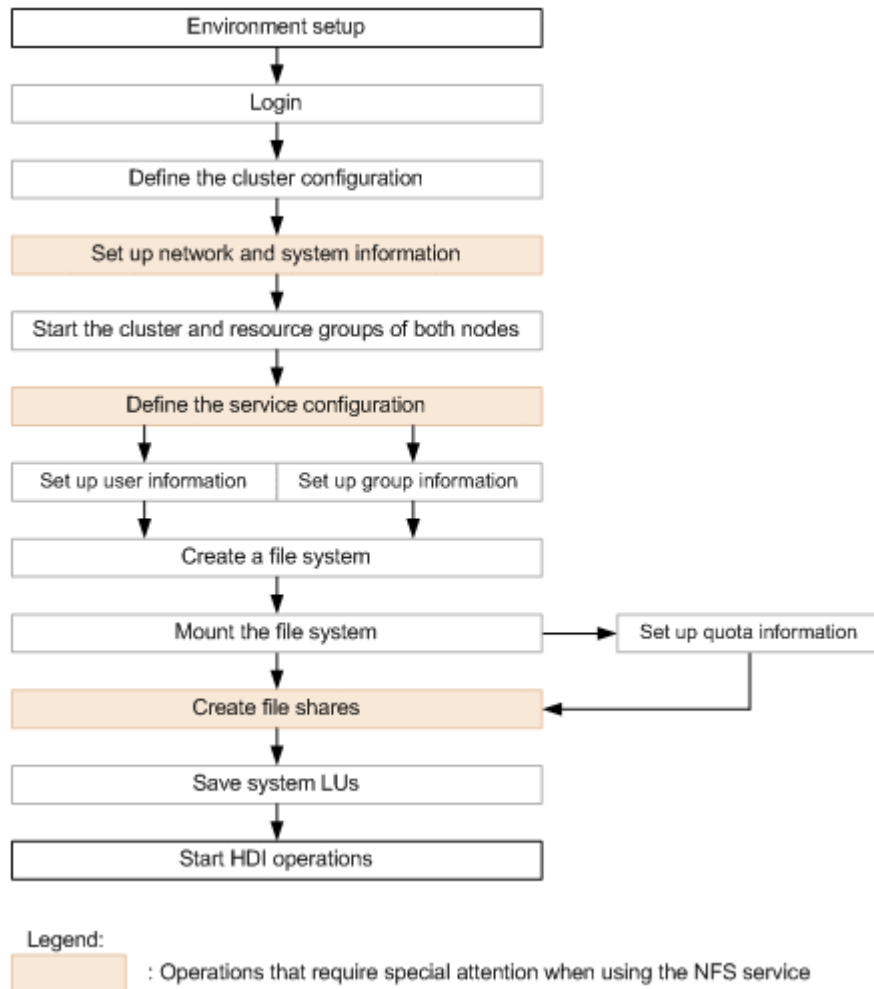 Environment setup
Login
Define the cluster configuration
Set up network and system information
Start the cluster and resource groups of both nodes
Define the service configuration
Set up user information
Set up group information
Create a file system
Mount the file system
Set up quota information
Create file shares
Save system LUs
Start HDI operations
Legend:
: Operations that require special attention when using the NFS service